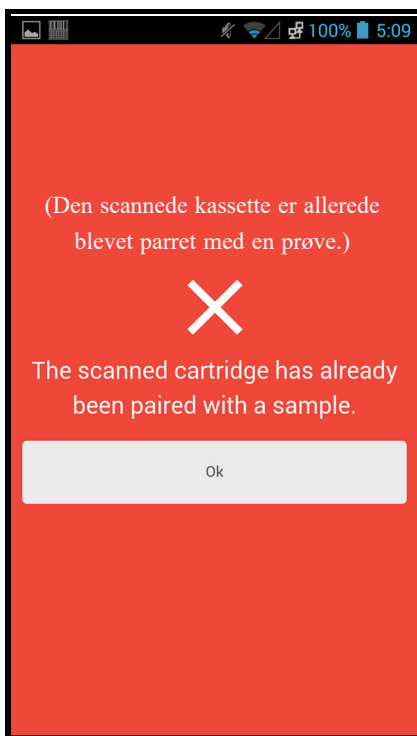 100% 5:09
(Den scannede kassette er allerede
blevet parret med en prøve.)
The scanned cartridge has already
been paired with a sample.
Ok